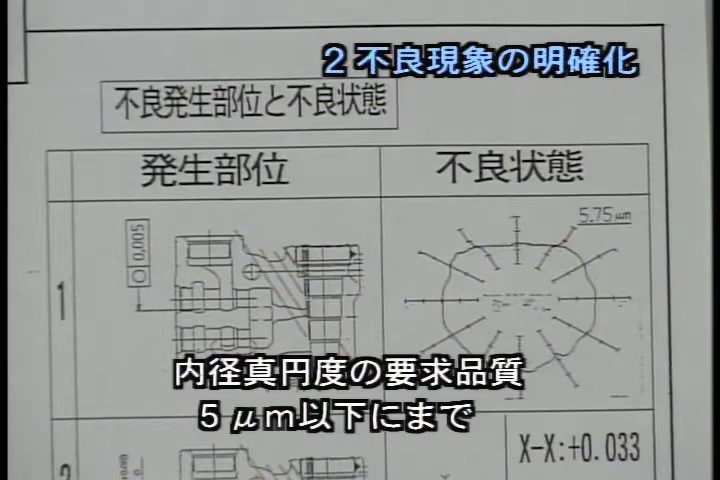 2 不良現象の明確化
不良発生部位と不良状態
発生部位
不良状態
1
○ 0.005
5.75 μm
内径真円度の要求品質
5μm以下にまで
X-X:+0.033